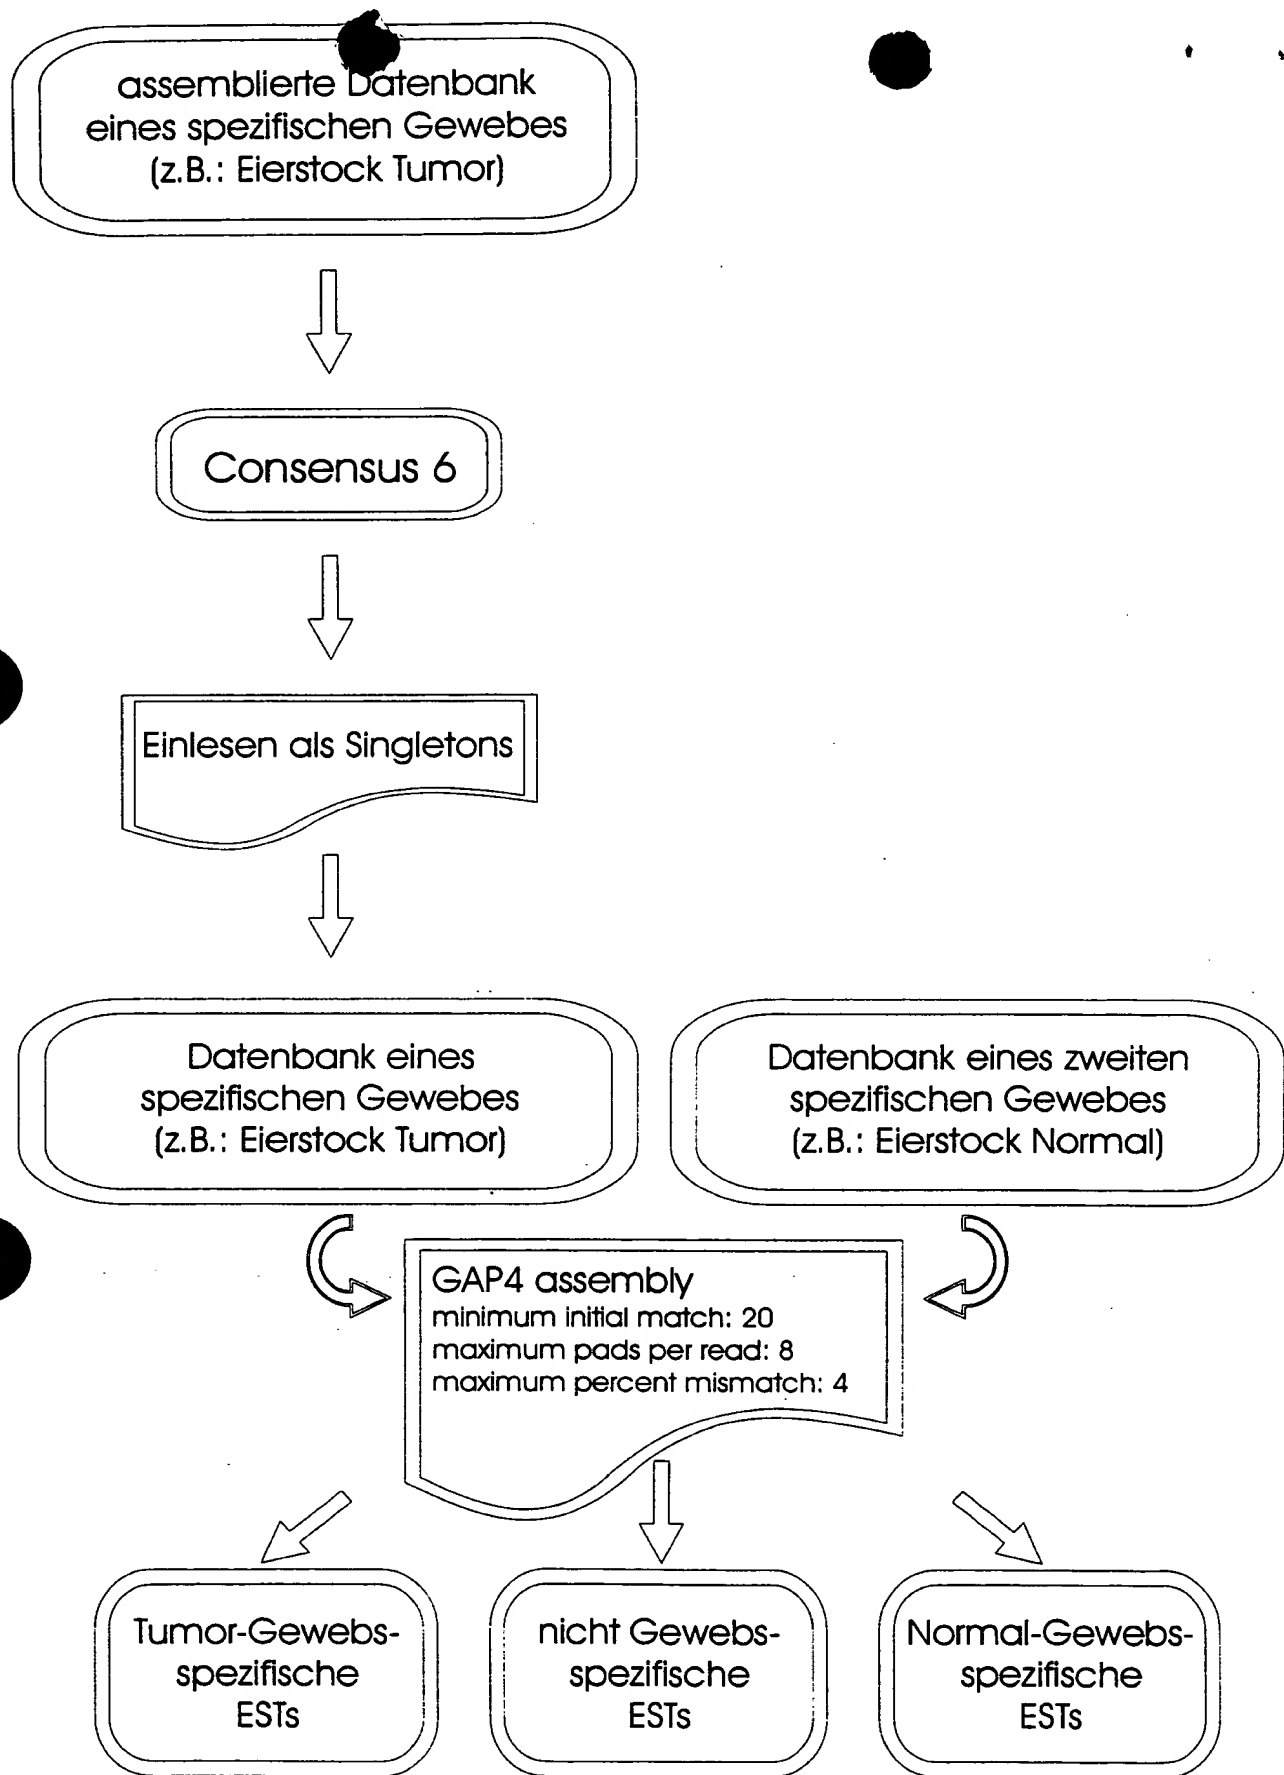 assemblierte Datenbank
eines spezifischen Gewebes
(z.B.: Eierstock Tumor)
Consensus 6
Einlesen als Singletons
Datenbank eines
spezifischen Gewebes
(z.B.: Eierstock Tumor)
Datenbank eines zweiten
spezifischen Gewebes
(z.B.: Eierstock Normal)
GAP4 assembly
minimum initial match: 20
maximum pads per read: 8
maximum percent mismatch: 4
Tumor-Gewebs-
spezifische
ESTs
nicht Gewebs-
spezifische
ESTs
Normal-Gewebs-
spezifische
ESTs